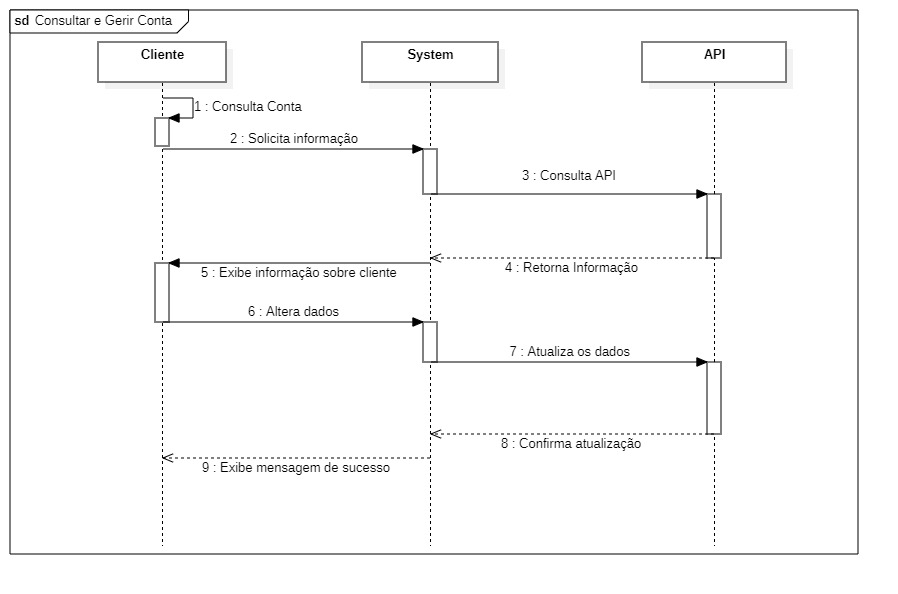 sd Consultar e Gerir Conta
Cliente
System
API
1 : Consulta Conta
2 : Solicita informação
3 : Consulta API
4 : Retorna Informação
5 : Exibe informação sobre cliente
6 : Altera dados
7 : Atualiza os dados
8 : Confirma atualização
9 : Exibe mensagem de sucesso